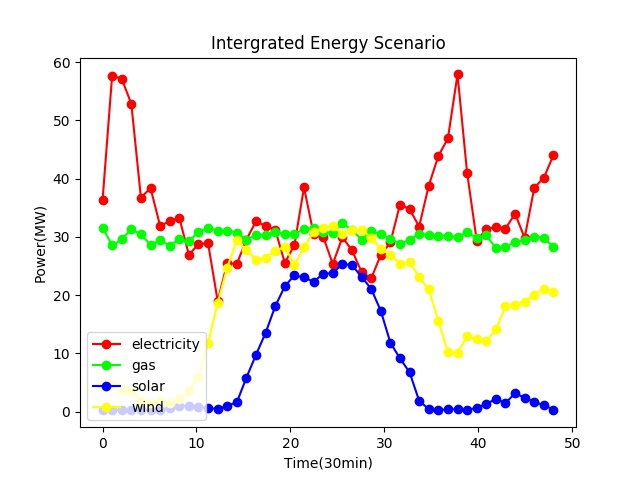 Intergrated Energy Scenario
Power(MW)
60
50
40
30
20
10
0
electricity
gas
solar
wind
0 10 20 30 40 50
Time(30min)